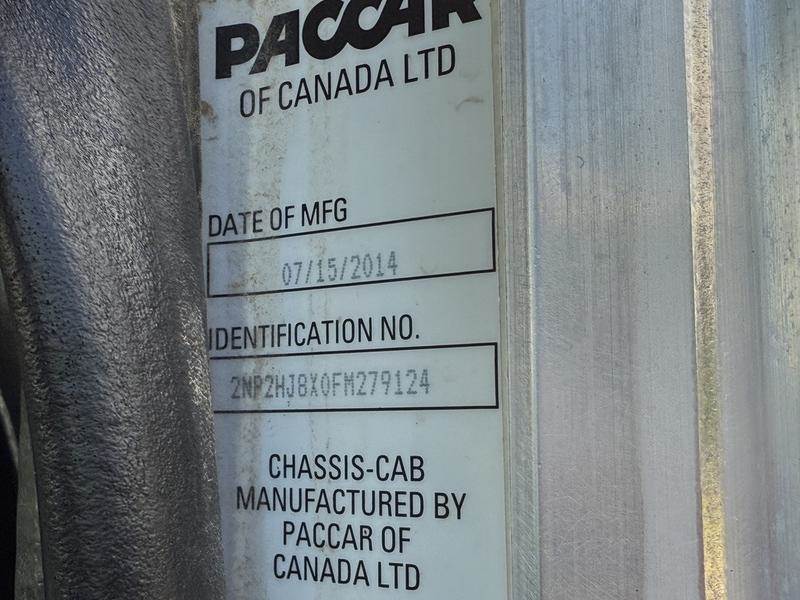 PACCAR
OF CANADA LTD
DATE OF MFG
07/15/2014
IDENTIFICATION NO.
2NP2HJ8X0FM279124
CHASSIS-CAB
MANUFACTURED BY
PACCAR OF
CANADA LTD